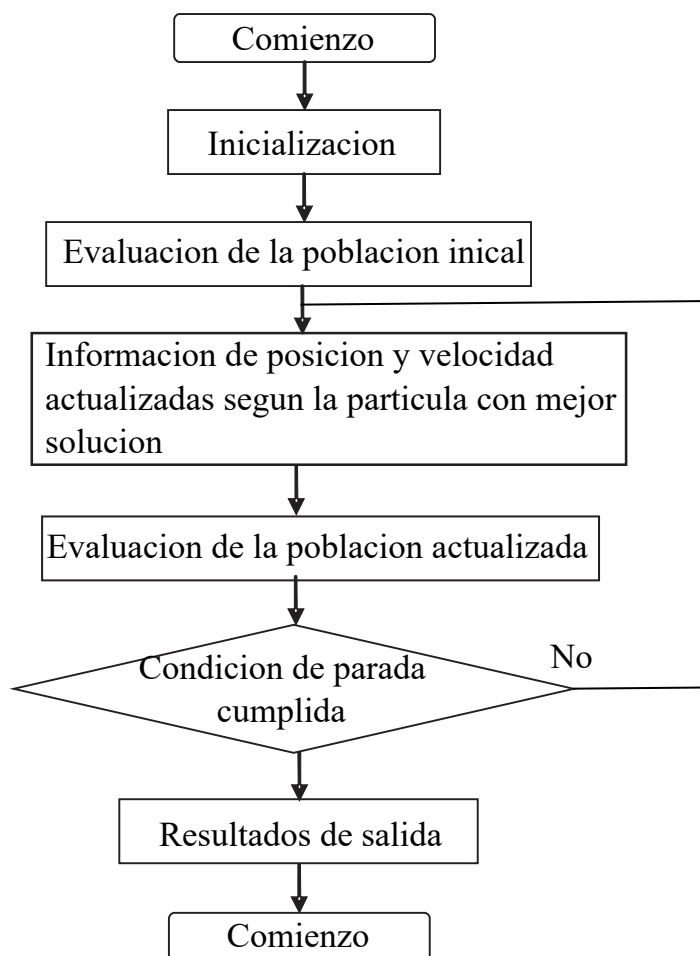 Comienzo
Inicializacion
Evaluacion de la poblacion inical
Informacion de posicion y velocidad
actualizadas segun la particula con mejor
solucion
Evaluacion de la poblacion actualizada
Condicion de parada
cumplida
No
Resultados de salida
Comienzo